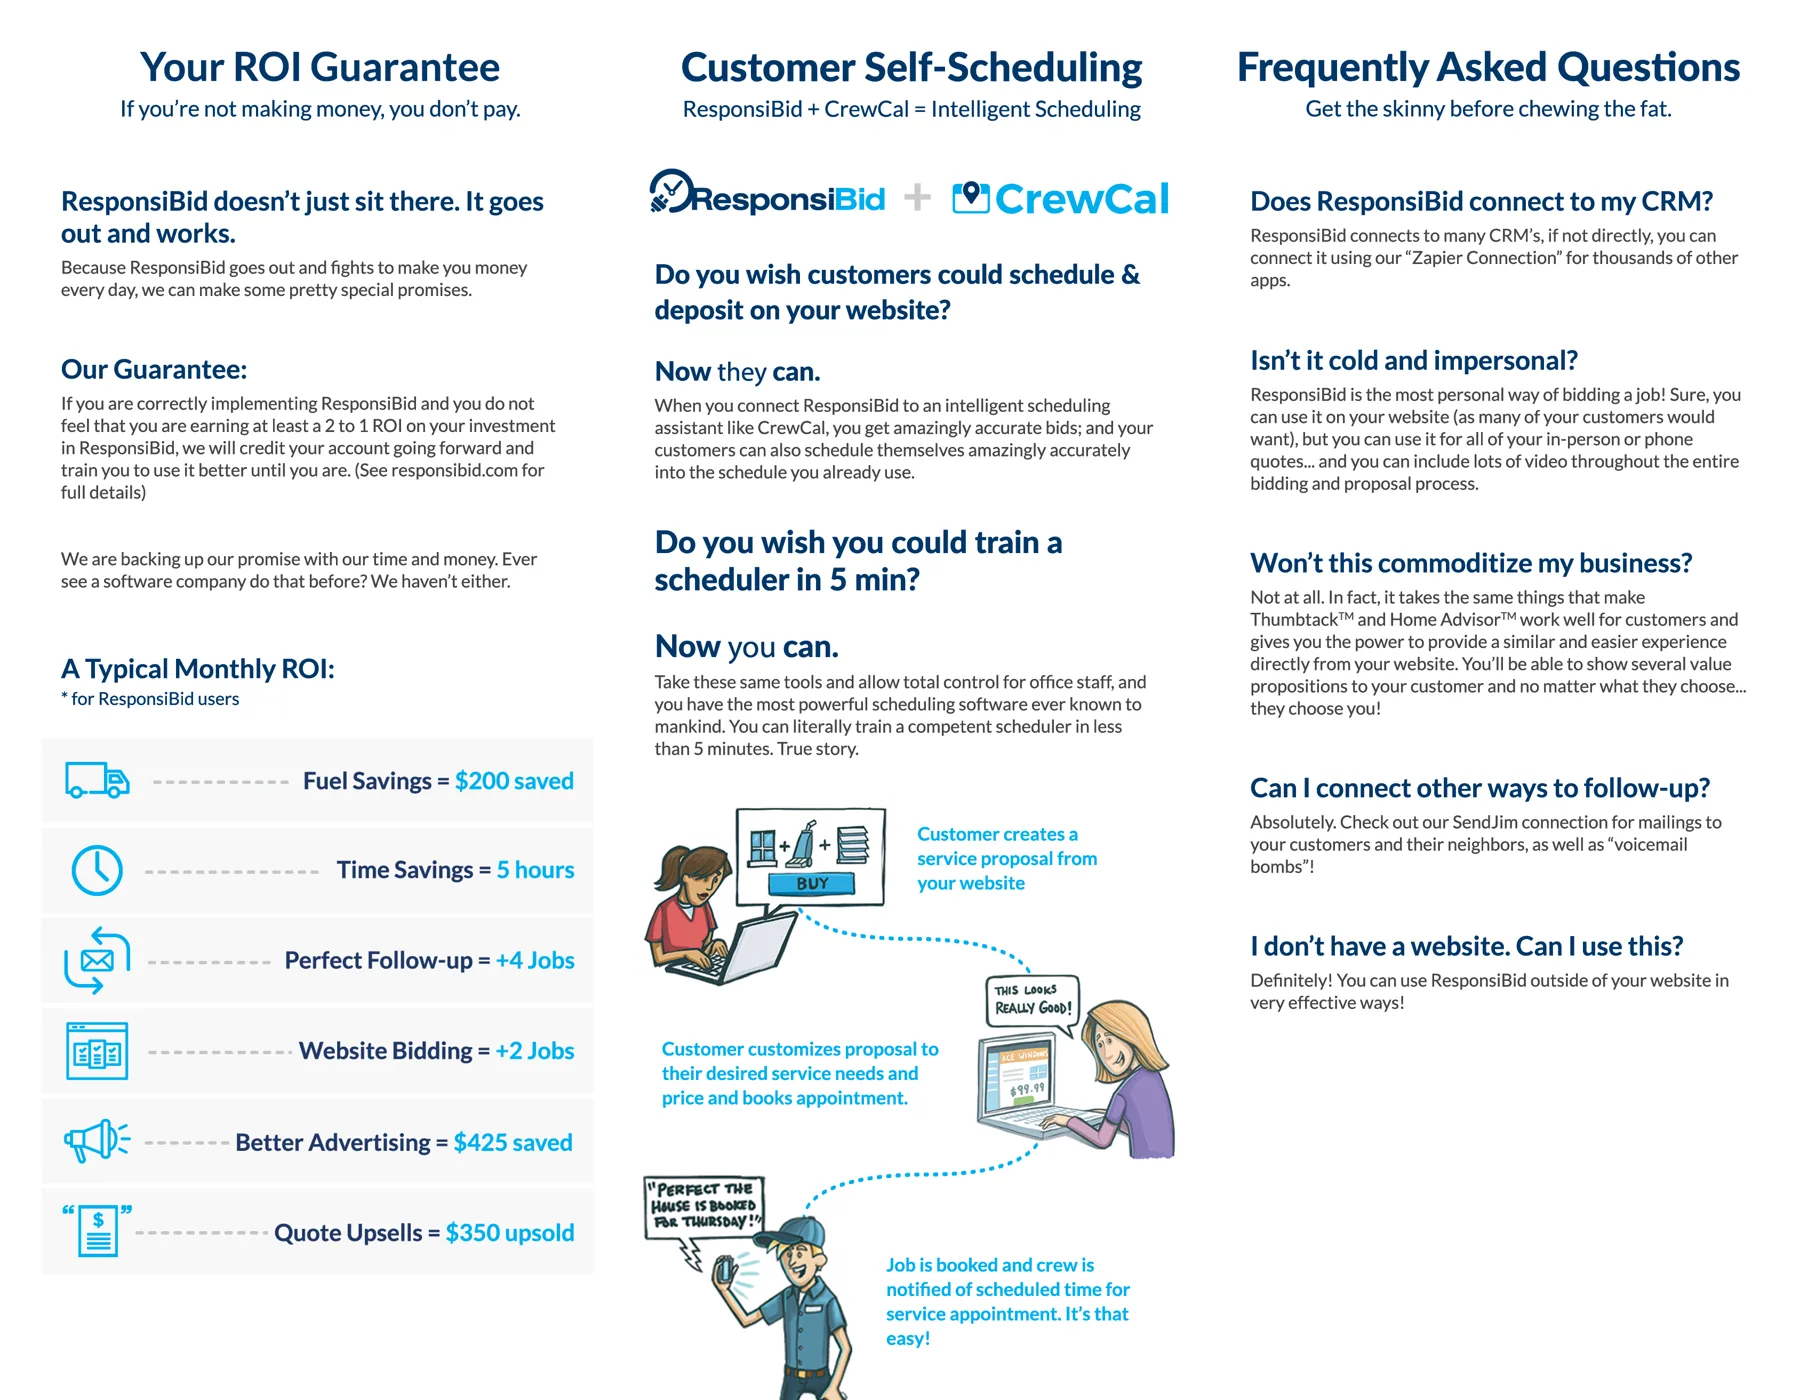 Your ROI Guarantee
If you're not making money, you don't pay.
ResponsiBid doesn't just sit there. It goes
out and works.
Because ResponsiBid goes out and fights to make you money
every day, we can make some pretty special promises.
Our Guarantee:
If you are correctly implementing ResponsiBid and you do not
feel that you are earning at least a 2 to 1 ROI on your investment
in ResponsiBid, we will credit your account going forward and
train you to use it better until you are. (See responsibid.com for
full details)
We are backing up our promise with our time and money. Ever
see a software company do that before? We haven't either.
A Typical Monthly ROI:
* for ResponsiBid users
Fuel Savings = $200 saved
Time Savings = 5 hours
Perfect Follow-up = +4 Jobs
Website Bidding = +2 Jobs
Better Advertising = $425 saved
“ $ ” Quote Upsells = $350 upsold
Customer Self-Scheduling
ResponsiBid + CrewCal = Intelligent Scheduling
ResponsiBid + CrewCal
Do you wish customers could schedule &
deposit on your website?
Now they can.
When you connect ResponsiBid to an intelligent scheduling
assistant like CrewCal, you get amazingly accurate bids; and your
customers can also schedule themselves amazingly accurately
into the schedule you already use.
Do you wish you could train a
scheduler in 5 min?
Now you can.
Take these same tools and allow total control for office staff, and
you have the most powerful scheduling software ever known to
mankind. You can literally train a competent scheduler in less
than 5 minutes. True story.
+ +
BUY
Customer creates a
service proposal from
your website
THIS LOOKS
REALLY GOOD!
ACE WINDOWS
$99.99
Customer customizes proposal to
their desired service needs and
price and books appointment.
"PERFECT THE
HOUSE IS BOOKED
FOR THURSDAY!"
Job is booked and crew is
notified of scheduled time for
service appointment. It's that
easy!
Frequently Asked Questions
Get the skinny before chewing the fat.
Does ResponsiBid connect to my CRM?
ResponsiBid connects to many CRM's, if not directly, you can
connect it using our “Zapier Connection” for thousands of other
apps.
Isn't it cold and impersonal?
ResponsiBid is the most personal way of bidding a job! Sure, you
can use it on your website (as many of your customers would
want), but you can use it for all of your in-person or phone
quotes... and you can include lots of video throughout the entire
bidding and proposal process.
Won't this commoditize my business?
Not at all. In fact, it takes the same things that make
Thumbtack™ and Home Advisor™ work well for customers and
gives you the power to provide a similar and easier experience
directly from your website. You'll be able to show several value
propositions to your customer and no matter what they choose...
they choose you!
Can I connect other ways to follow-up?
Absolutely. Check out our SendJim connection for mailings to
your customers and their neighbors, as well as “voicemail
bombs”!
I don't have a website. Can I use this?
Definitely! You can use ResponsiBid outside of your website in
very effective ways!